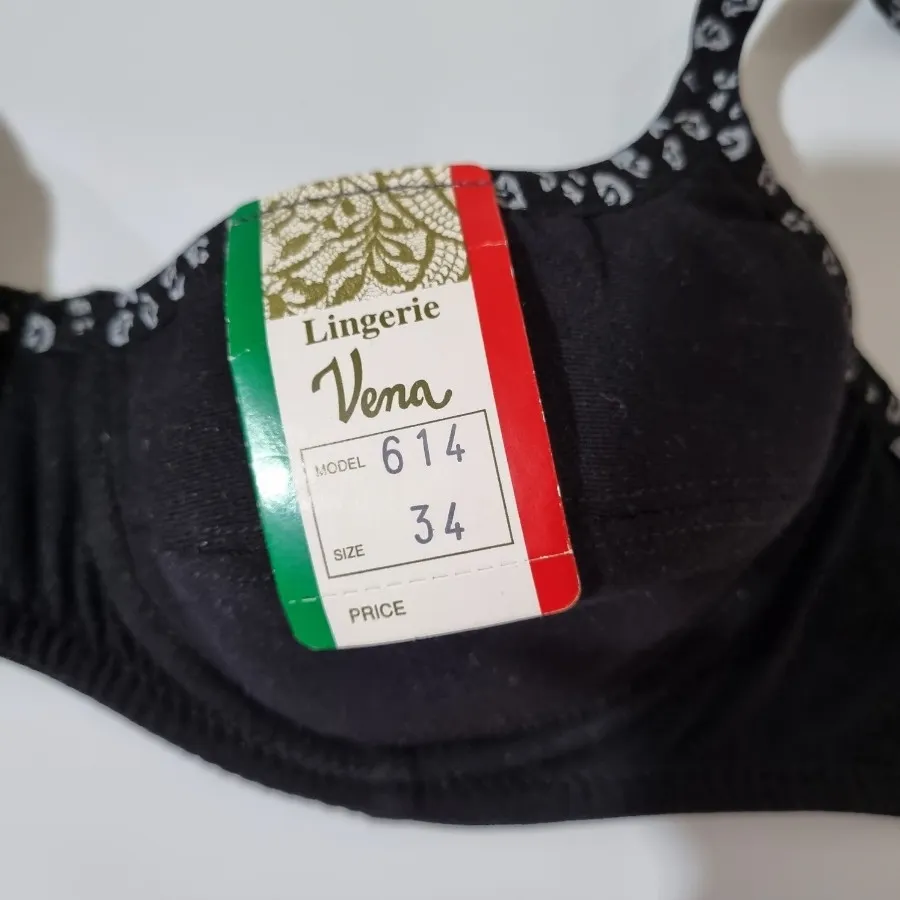 Lingerie
Vena
MODEL 614
SIZE 34
PRICE